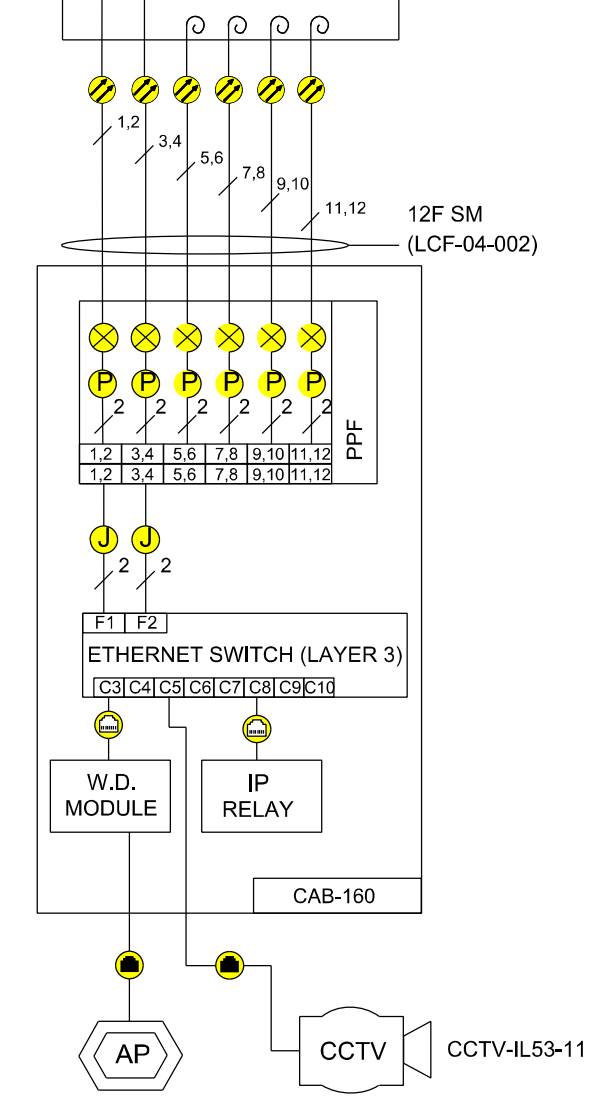 1,2
3,4
5,6
7,8
9,10
11,12
12F SM
(LCF-04-002)
P P P P P P
2 2 2 2 2 2
PPF
1,2 3,4 5,6 7,8 9,10 11,12
1,2 3,4 5,6 7,8 9,10 11,12
J J
2 2
F1 F2
ETHERNET SWITCH (LAYER 3)
C3 C4 C5 C6 C7 C8 C9 C10
W.D.
MODULE
IP
RELAY
CAB-160
AP
CCTV
CCTV-IL53-11